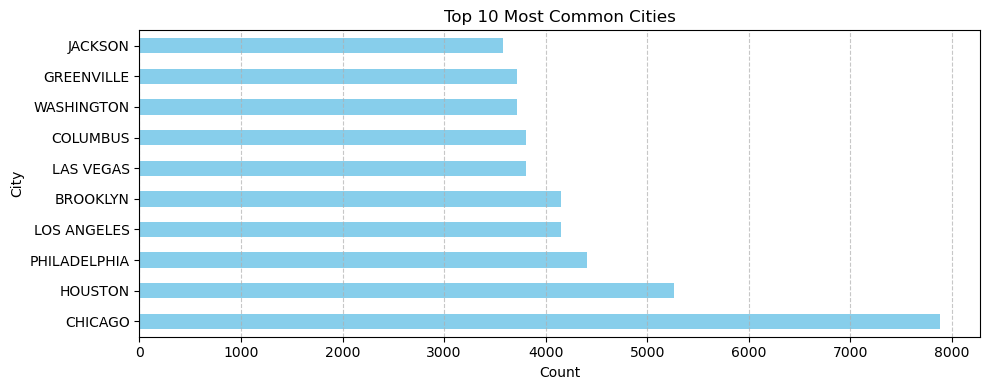 Top 10 Most Common Cities
JACKSON
GREENVILLE
WASHINGTON
COLUMBUS
LAS VEGAS
BROOKLYN
LOS ANGELES
PHILADELPHIA
HOUSTON
CHICAGO
City
0 1000 2000 3000 4000 5000 6000 7000 8000
Count